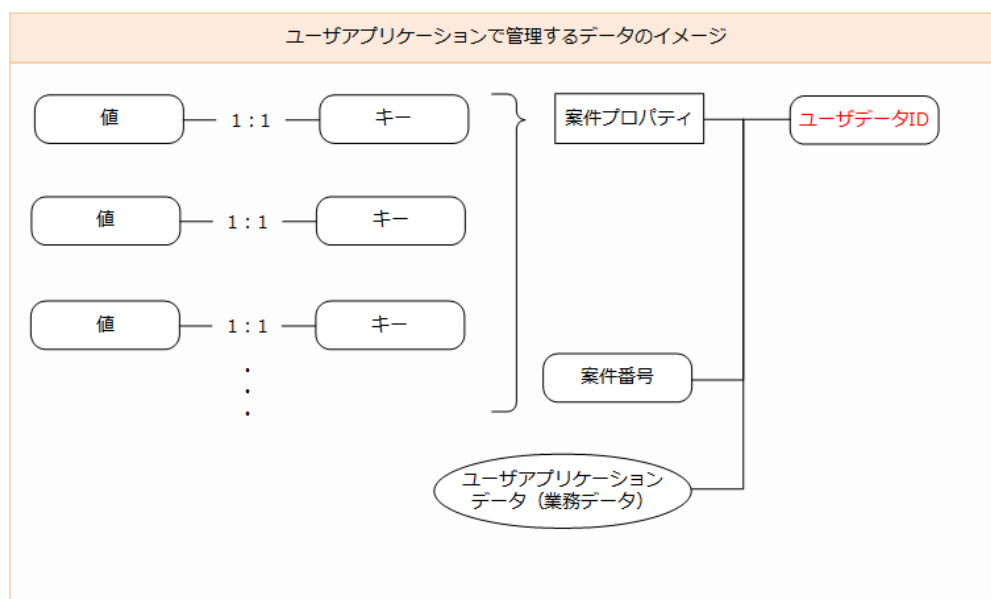 ユーザアプリケーションで管理するデータのイメージ
値
1:1
キー
案件プロパティ
ユーザデータID
値
1:1
キー
値
1:1
キー
案件番号
ユーザアプリケーション
データ（業務データ）